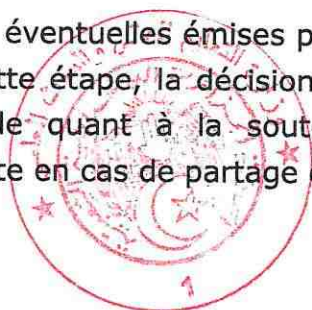 éventuelles émises p
tte étape, la décision
le quant à la sout
te en cas de partage
1